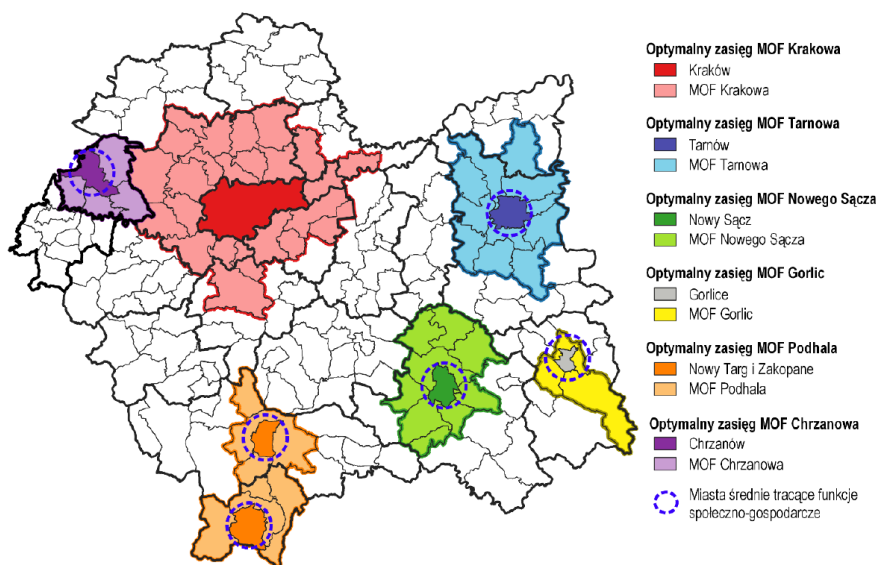 Optymalny zasięg MOF Krakowa
Kraków
MOF Krakowa
Optymalny zasięg MOF Tarnowa
Tarnów
MOF Tarnowa
Optymalny zasięg MOF Nowego Sącza
Nowy Sącz
MOF Nowego Sącza
Optymalny zasięg MOF Gorlic
Gorlice
MOF Gorlic
Optymalny zasięg MOF Podhala
Nowy Targ i Zakopane
MOF Podhala
Optymalny zasięg MOF Chrzanowa
Chrzanów
MOF Chrzanowa
Miasta średnie tracące funkcje
społeczno-gospodarcze